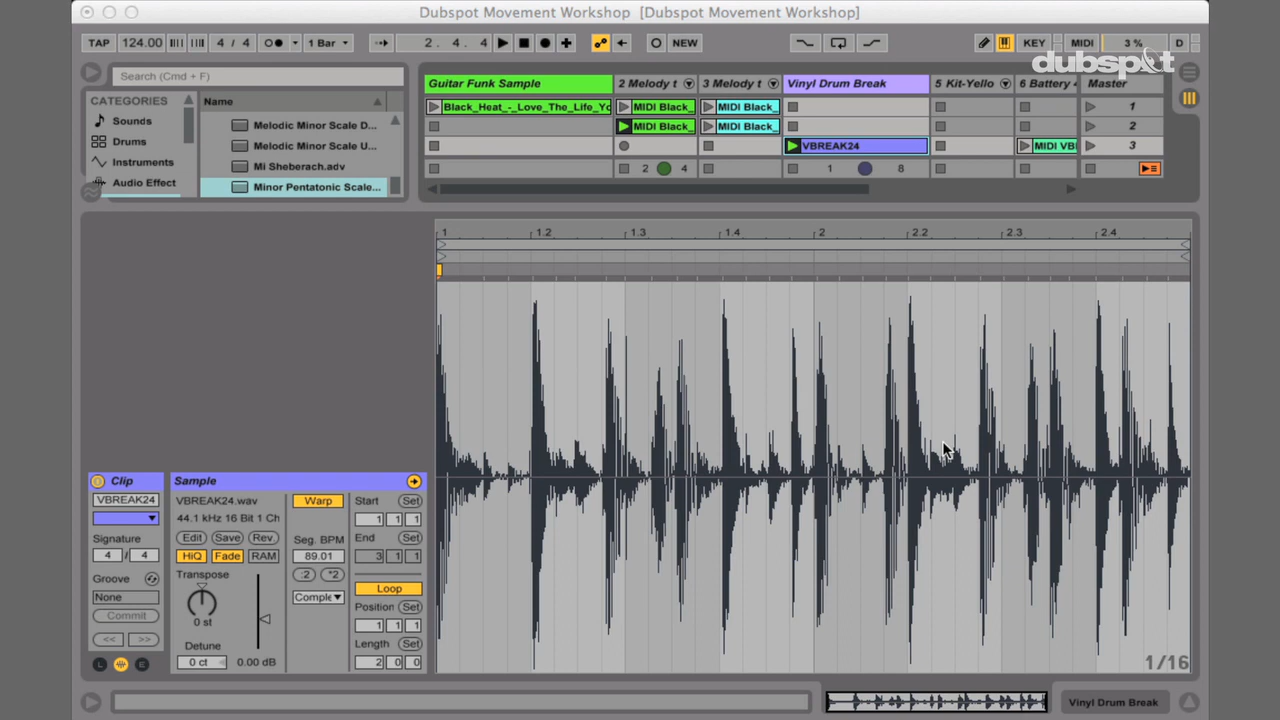 Dubspot Movement Workshop [Dubspot Movement Workshop]
TAP 124.00 4 / 4 1 Bar 2. 4. 4 NEW KEY MIDI 3 % D
dubspot
Search (Cmd + F)
CATEGORIES
Sounds
Drums
Instruments
Audio Effect
Name
Melodic Minor Scale D...
Melodic Minor Scale U...
Mi Sheberach.adv
Minor Pentatonic Scale...
Guitar Funk Sample 2 Melody t 3 Melody t Vinyl Drum Break 5 Kit-Yello 6 Battery 4 Master
Black_Heat_-_Love_The_Life_Yo MIDI Black_ MIDI Black_ 1
MIDI Black_ MIDI Black_ 2
VBREAK24 MIDI VBI 3
2 4 1 8
1 1.2 1.3 1.4 2 2.2 2.3 2.4
1/16
Clip
VBREAK24
Signature
4 / 4
Groove
None
Commit
<< >>
L E
Sample
VBREAK24.wav
44.1 kHz 16 Bit 1 Ch
Edit Save Rev.
HiQ Fade RAM
Transpose
0 st
Detune
0 ct 0.00 dB
Warp
Seg. BPM
89.01
:2 *2
Comple
Start Set
1 1 1
End Set
3 1 1
Loop
Position Set
1 1 1
Length Set
2 0 0
Vinyl Drum Break